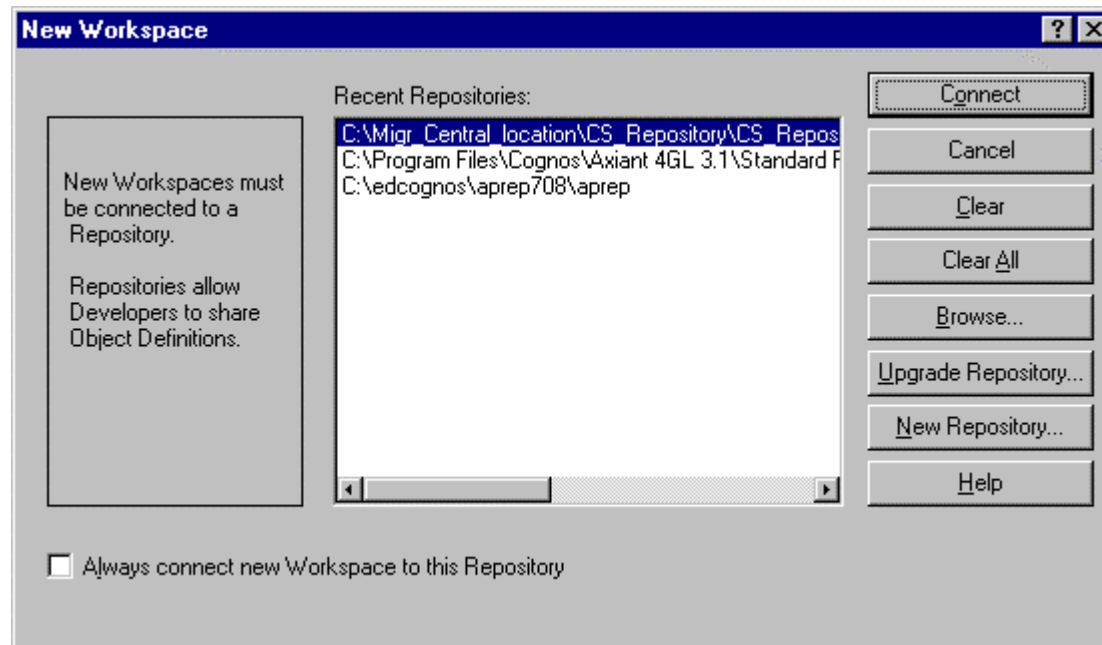 New Workspace
Recent Repositories:
New Workspaces must
be connected to a
Repository.
Repositories allow
Developers to share
Object Definitions.
C:\Migr_Central_location\CS_Repository\CS_Repos
C:\Program Files\Cognos\Axiant 4GL 3.1\Standard F
C:\edcognos\aprep708\aprep
Connect
Cancel
Clear
Clear All
Browse...
Upgrade Repository...
New Repository...
Help
Always connect new Workspace to this Repository